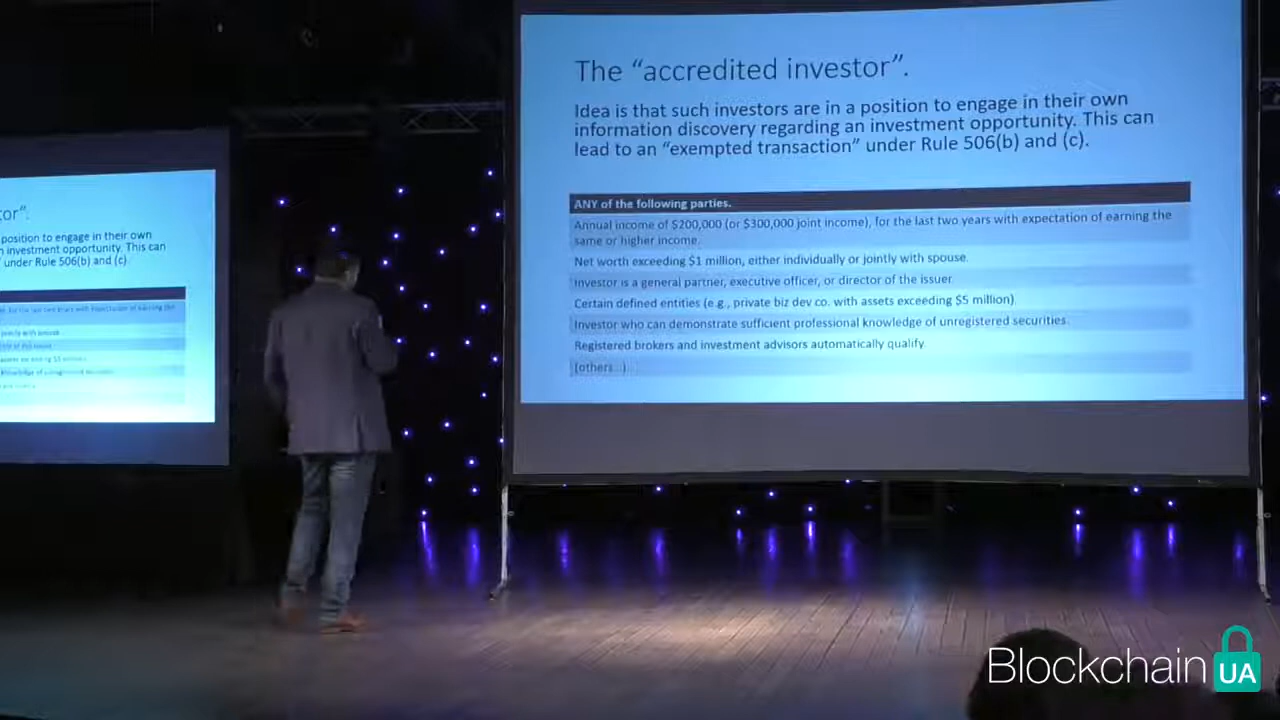 The “accredited investor”.
Idea is that such investors are in a position to engage in their own
information discovery regarding an investment opportunity. This can
lead to an “exempted transaction” under Rule 506(b) and (c).
ANY of the following parties.
Annual income of $200,000 (or $300,000 joint income), for the last two years with expectation of earning the
same or higher income.
Net worth exceeding $1 million, either individually or jointly with spouse.
Investor is a general partner, executive officer, or director of the issuer.
Certain defined entities (e.g., private biz dev co. with assets exceeding $5 million)
Investor who can demonstrate sufficient professional knowledge of unregistered securities.
Registered brokers and investment advisors automatically qualify.
(others...)
tor”.
position to engage in their own
investment opportunity. This can
under Rule 506(b) and (c).
Blockchain UA